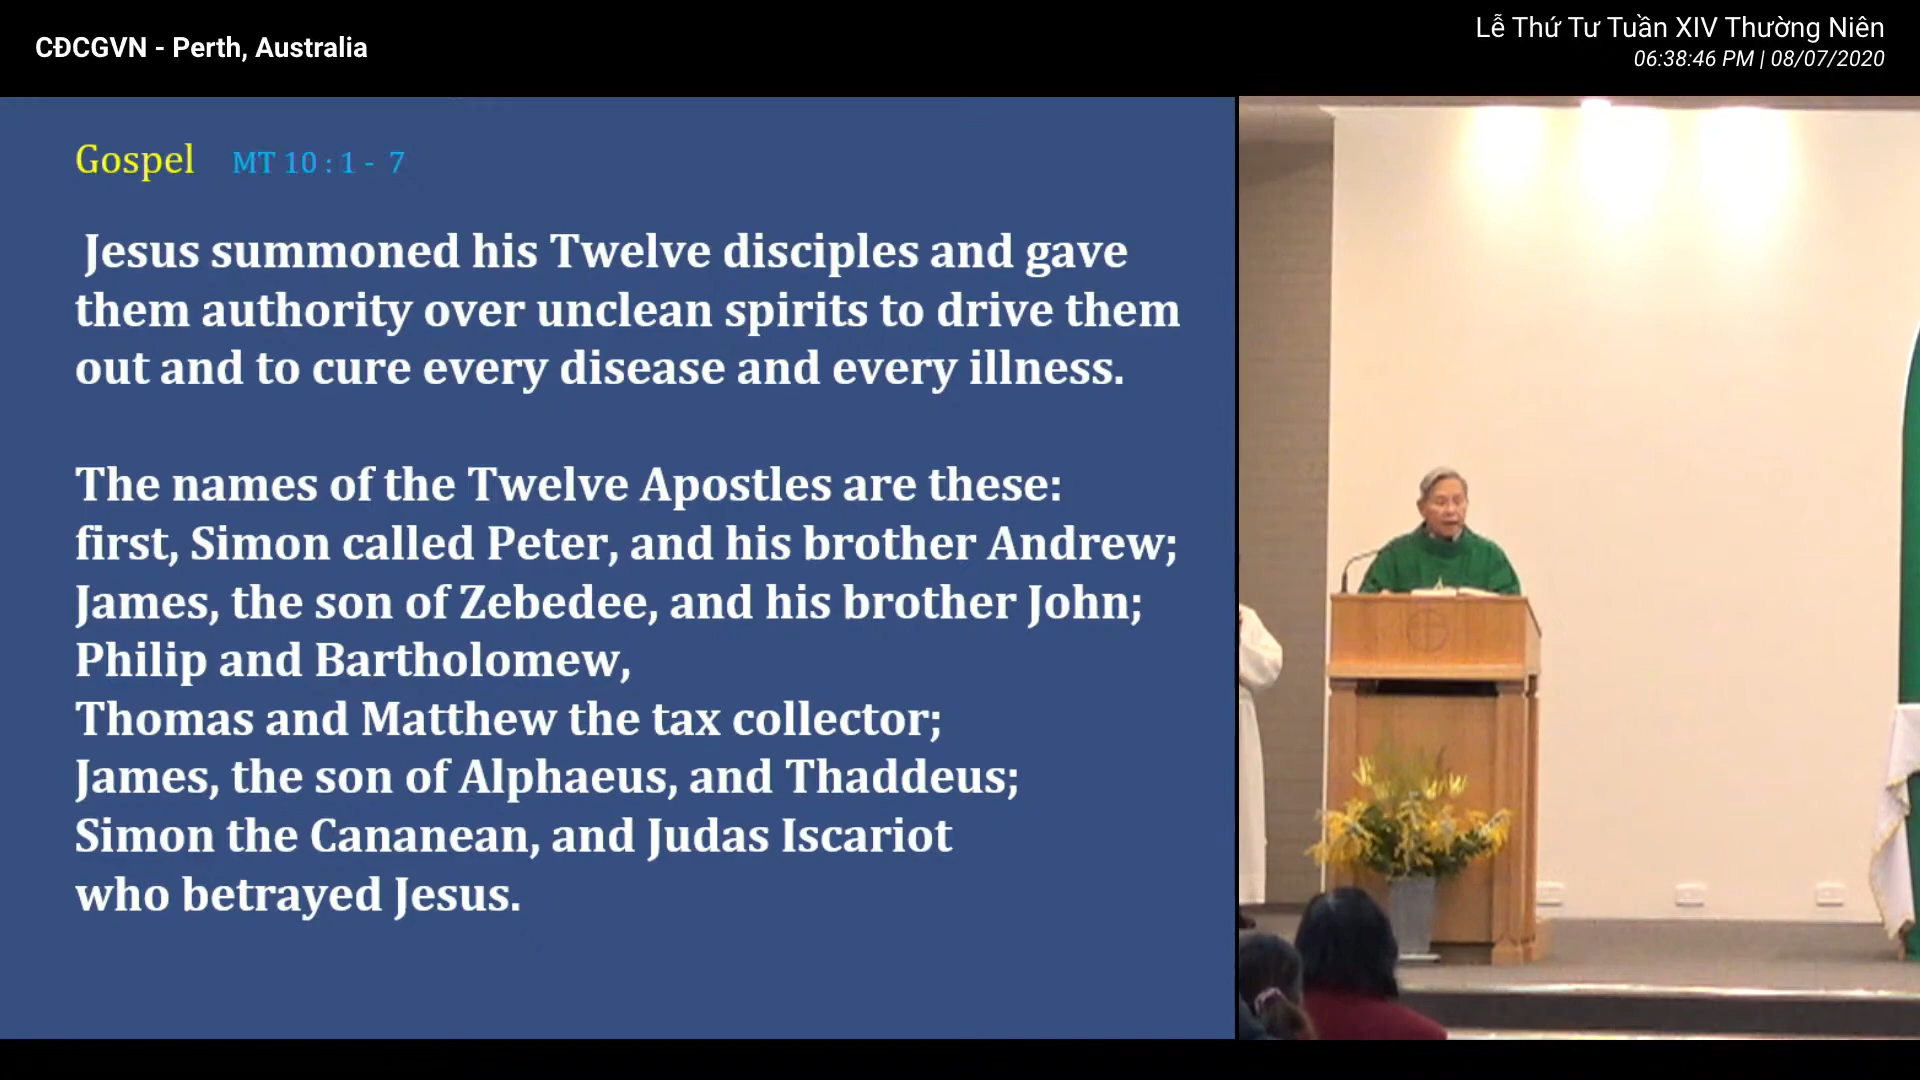 CĐCGVN - Perth, Australia
Lễ Thứ Tư Tuần XIV Thường Niên
06:38:46 PM | 08/07/2020
Gospel MT 10 : 1 - 7
Jesus summoned his Twelve disciples and gave
them authority over unclean spirits to drive them
out and to cure every disease and every illness.
The names of the Twelve Apostles are these:
first, Simon called Peter, and his brother Andrew;
James, the son of Zebedee, and his brother John;
Philip and Bartholomew,
Thomas and Matthew the tax collector;
James, the son of Alphaeus, and Thaddeus;
Simon the Cananean, and Judas Iscariot
who betrayed Jesus.